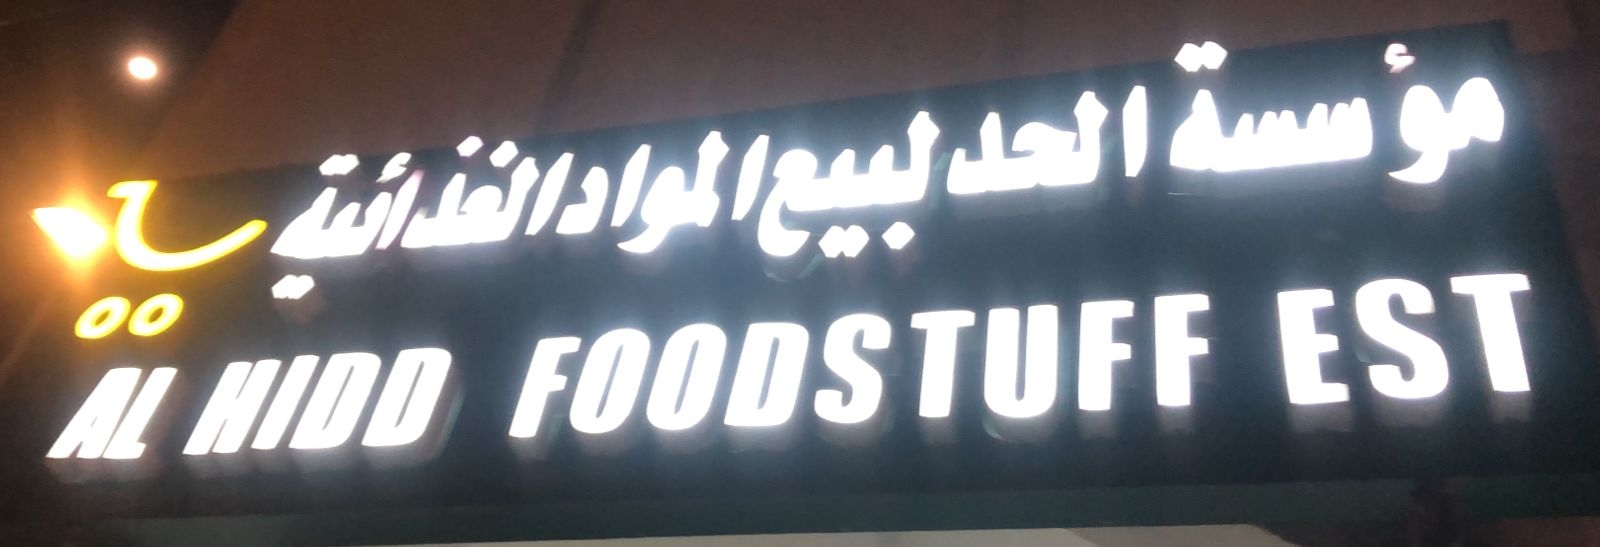 مؤسسة الحد لبيع المواد الغذائية
AL HIDD FOODSTUFF EST